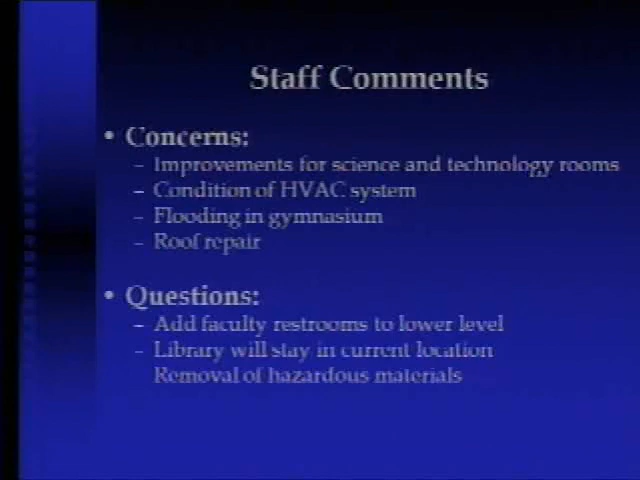 Staff Comments
• Concerns:
– Improvements for science and technology rooms
– Condition of HVAC system
– Flooding in gymnasium
– Roof repair
• Questions:
– Add faculty restrooms to lower level
– Library will stay in current location
Removal of hazardous materials